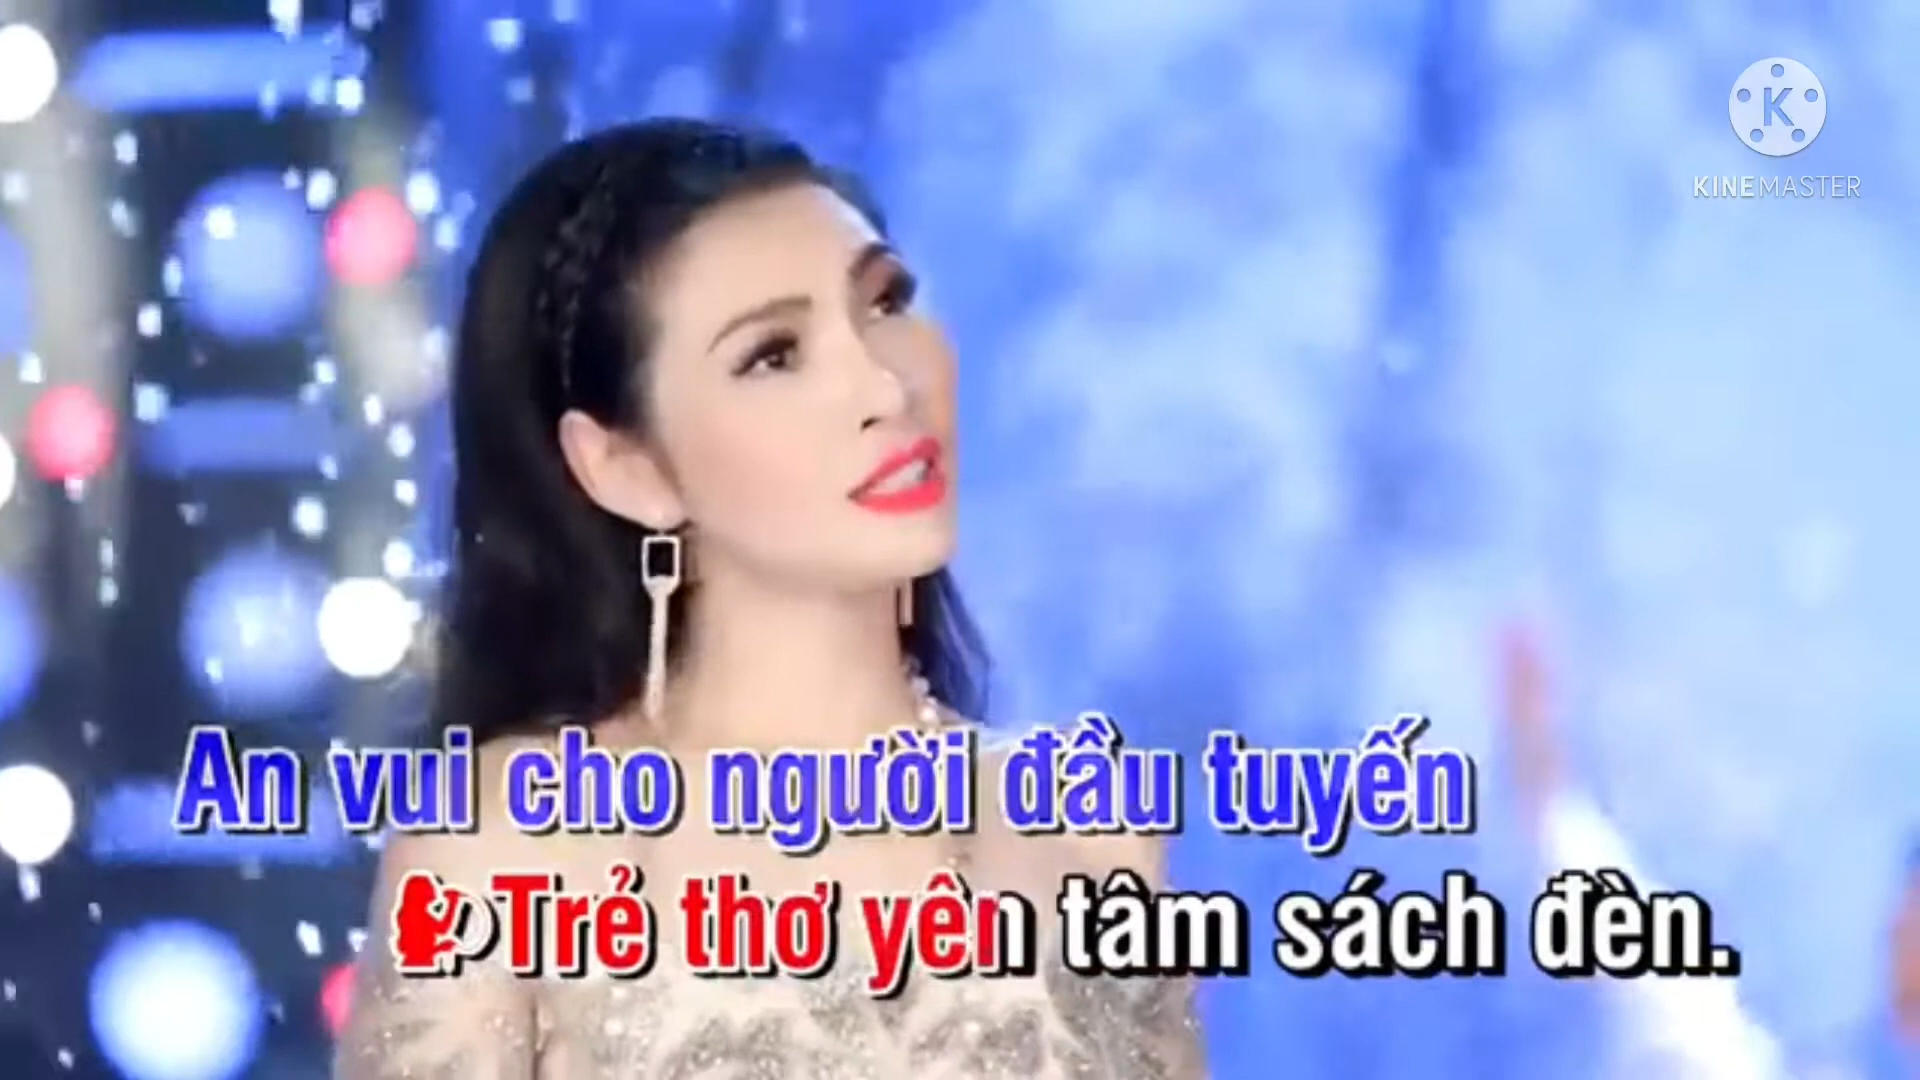 KINEMASTER
An vui cho người đầu tuyến
Trẻ thơ yên tâm sách đèn.